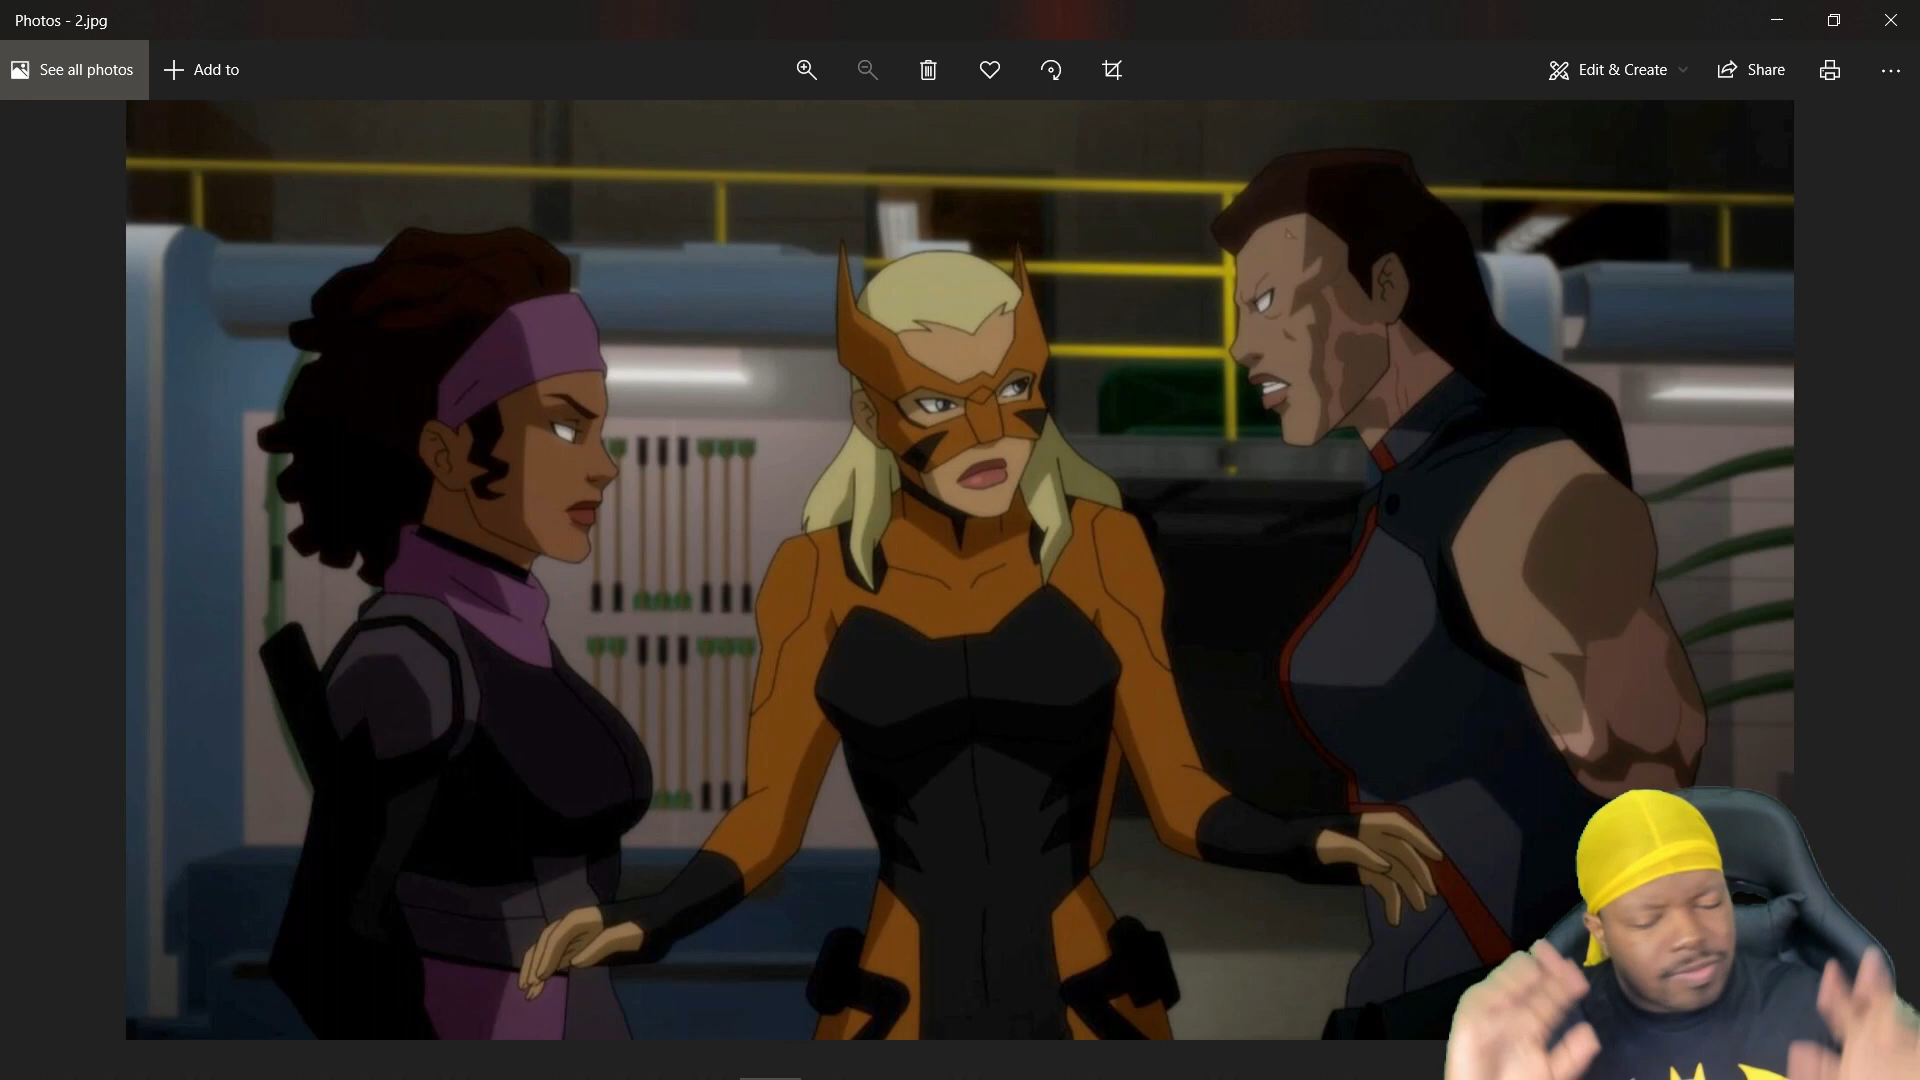 Photos - 2.jpg
See all photos
Add to
Edit & Create
Share